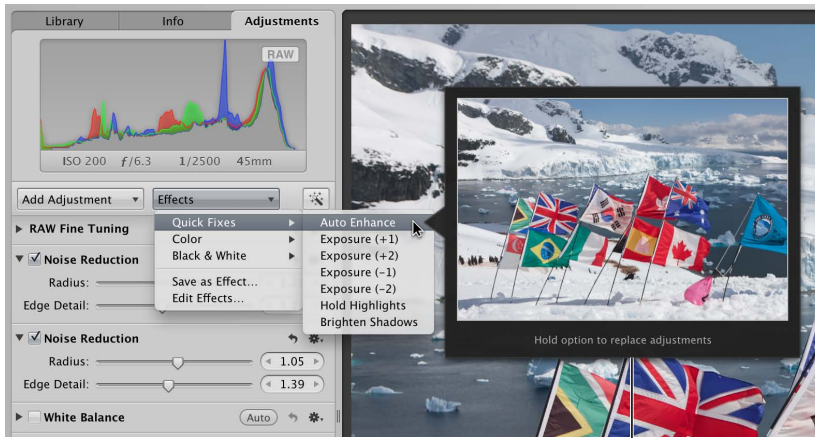 Library Info Adjustments
RAW
ISO 200 ƒ/6.3 1/2500 45mm
Add Adjustment Effects
RAW Fine Tuning
Quick Fixes
Color
Black & White
Save as Effect...
Edit Effects...
Auto Enhance
Exposure (+1)
Exposure (+2)
Exposure (-1)
Exposure (-2)
Hold Highlights
Brighten Shadows
Hold option to replace adjustments
Noise Reduction
Radius:
Edge Detail:
Noise Reduction
Radius: 1.05
Edge Detail: 1.39
White Balance Auto